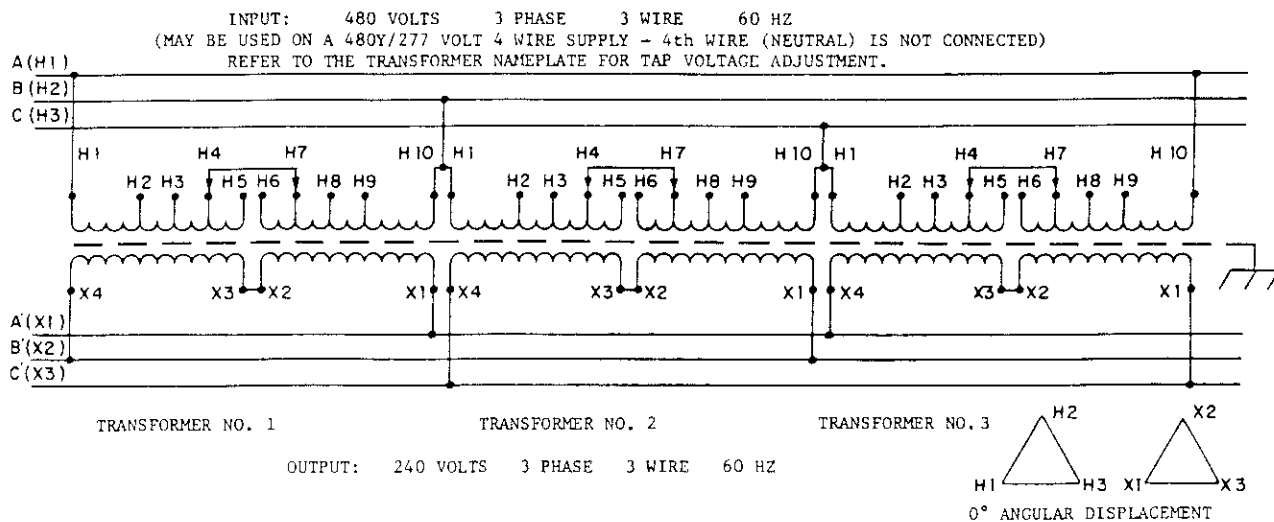 INPUT: 480 VOLTS 3 PHASE 3 WIRE 60 HZ
(MAY BE USED ON A 480Y/277 VOLT 4 WIRE SUPPLY - 4th WIRE (NEUTRAL) IS NOT CONNECTED)
REFER TO THE TRANSFORMER NAMEPLATE FOR TAP VOLTAGE ADJUSTMENT.
A(H1)
B(H2)
C(H3)
H1 H4 H7 H10 H1 H4 H7 H10 H1 H4 H7 H10
H2 H3 H5 H6 H8 H9 H2 H3 H5 H6 H8 H9 H2 H3 H5 H6 H8 H9
X4 X3 X2 X1 X4 X3 X2 X1 X4 X3 X2 X1
A'(X1)
B'(X2)
C'(X3)
TRANSFORMER NO. 1 TRANSFORMER NO. 2 TRANSFORMER NO.3
H2 X2
OUTPUT: 240 VOLTS 3 PHASE 3 WIRE 60 HZ
H1 H3 X1 X3
0° ANGULAR DISPLACEMENT